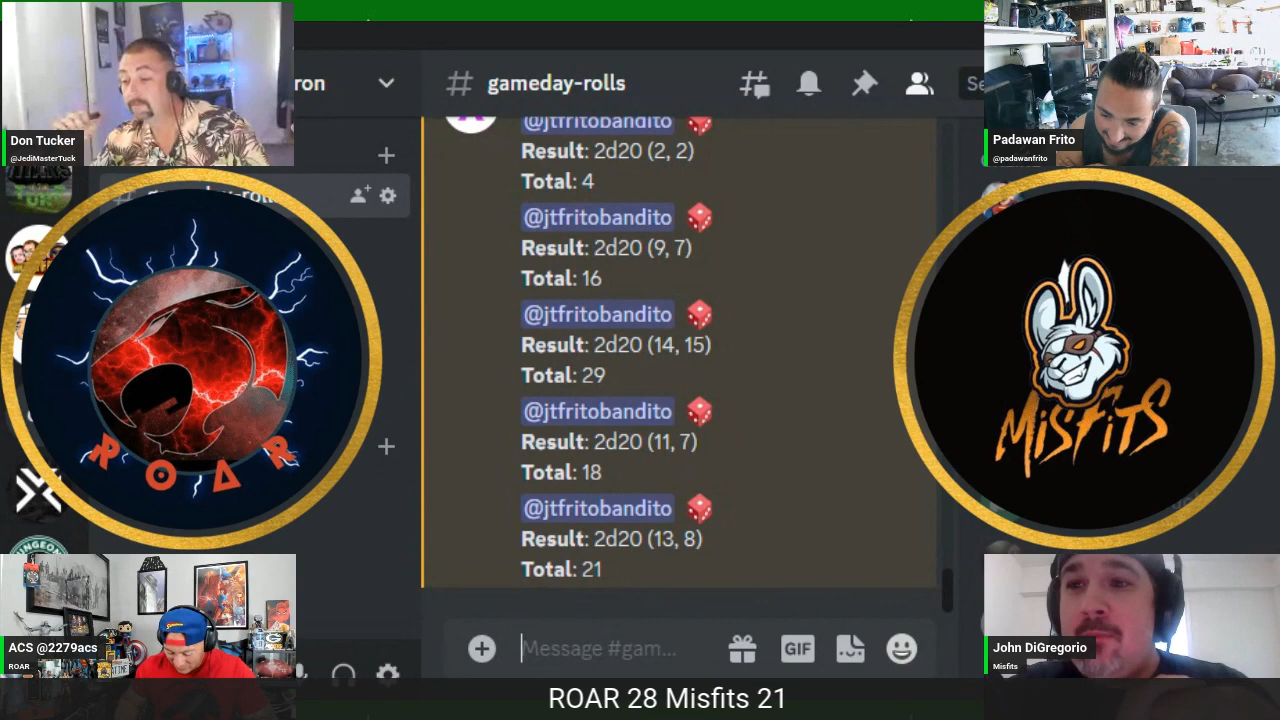 Don Tucker
@JediMasterTuck
ron
# gameday-rolls
Padawan Frito
@padawanfrito
@jtfritobandito
Result: 2d20 (2, 2)
Total: 4
@jtfritobandito
Result: 2d20 (9, 7)
Total: 16
@jtfritobandito
Result: 2d20 (14, 15)
Total: 29
@jtfritobandito
Result: 2d20 (11, 7)
Total: 18
@jtfritobandito
Result: 2d20 (13, 8)
Total: 21
ROAR
MISFITS
ACS @2279acs
ROAR
Message #gam...
GIF
John DiGregorio
Misfits
ROAR 28 Misfits 21